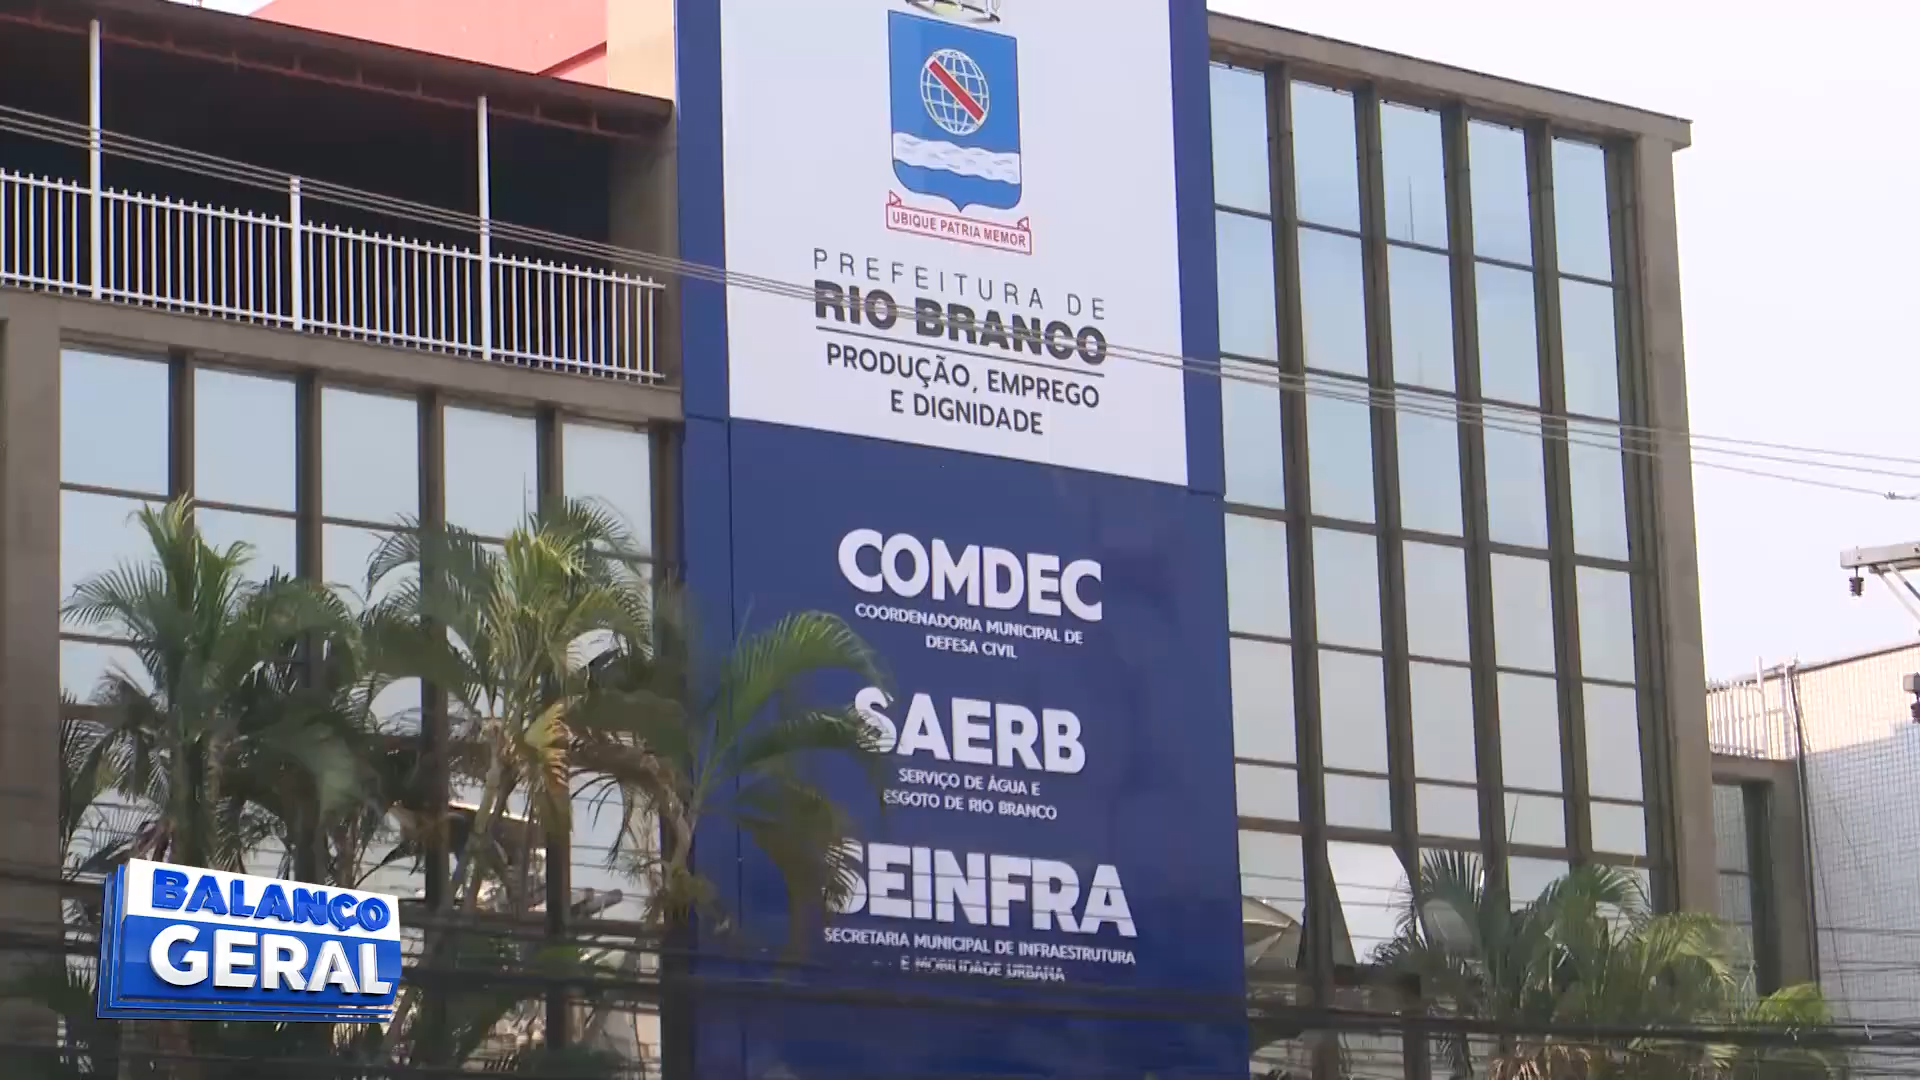 UBIQUE PATRIA MEMOR
PREFEITURA DE
RIO BRANCO
PRODUÇÃO, EMPREGO
E DIGNIDADE
COMDEC
COORDENADORIA MUNICIPAL DE
DEFESA CIVIL
SAERB
SERVIÇO DE ÁGUA E
ESGOTO DE RIO BRANCO
SEINFRA
SECRETARIA MUNICIPAL DE INFRAESTRUTURA
E MOBILIDADE URBANA
BALANÇO
GERAL